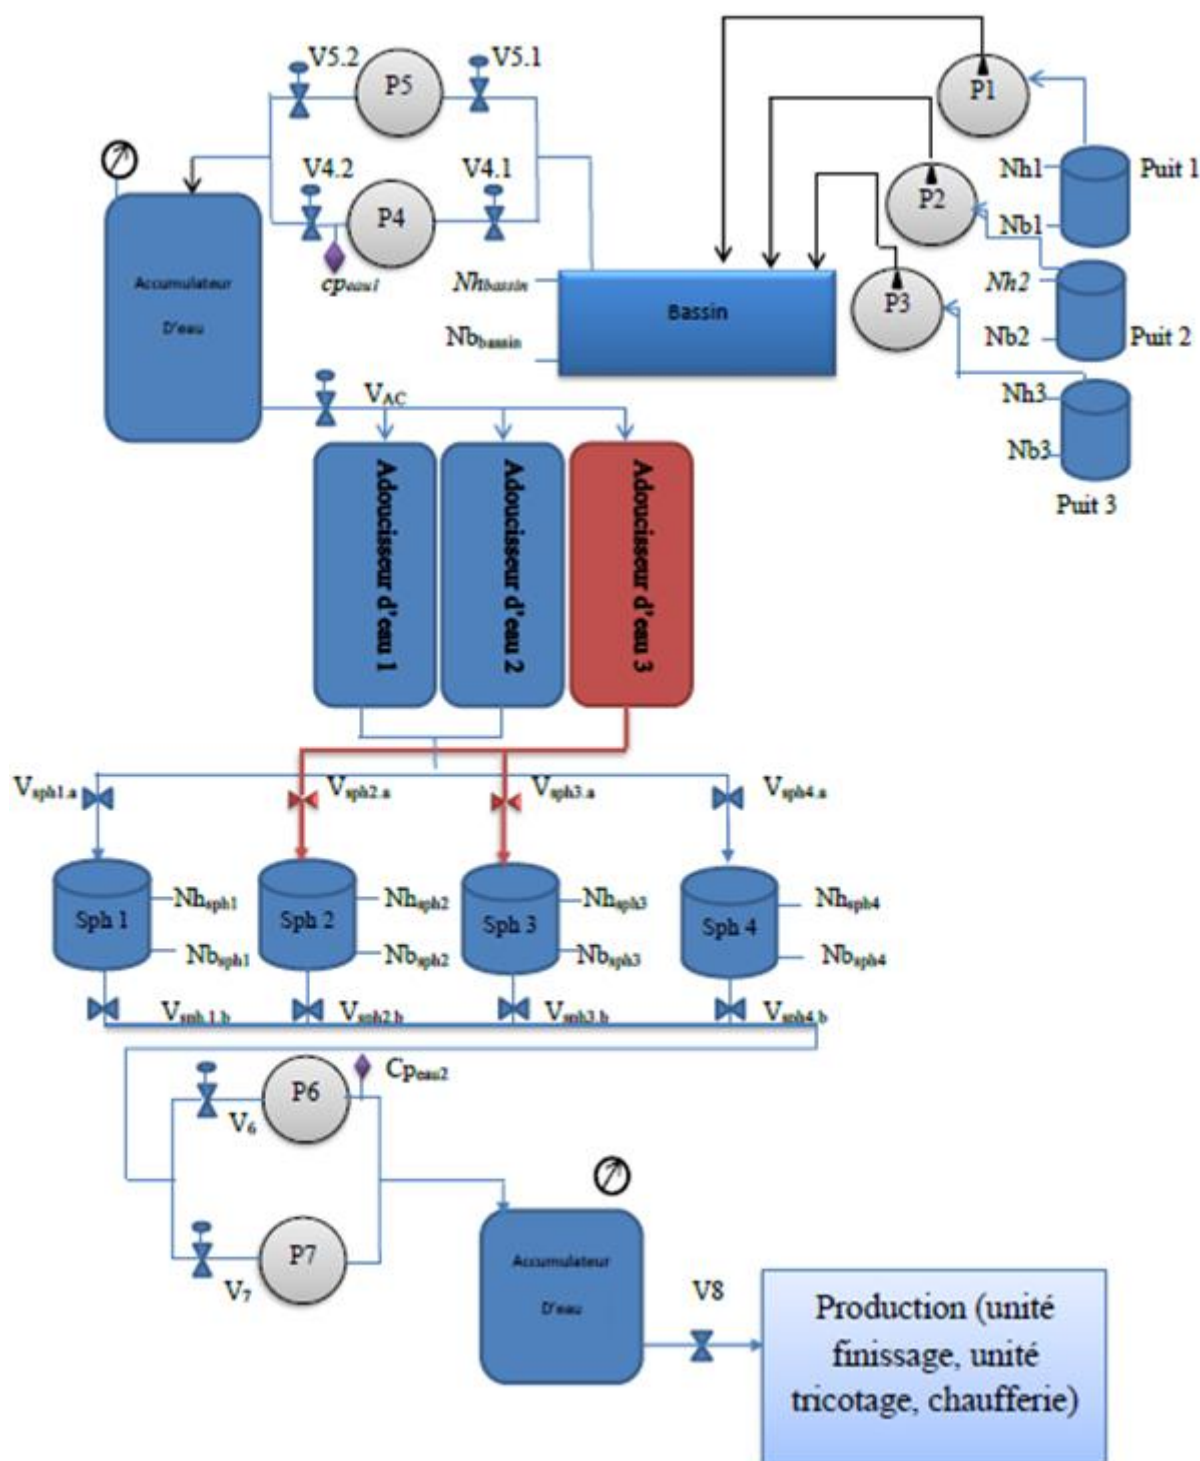 V5.2
V5.1
P5
P1
V4.2
V4.1
P4
Nh1
Puit 1
P2
Nb1
cpeau1
Nhbassin
Nbbassin
Bassin
P3
Nh2
Nb2
Puit 2
Accumulateur
D'eau
Nh3
Nb3
Puit 3
VAC
Adoucisseur d'eau 1
Adoucisseur d'eau 2
Adoucisseur d'eau 3
Vsph1.a
Vsph2.a
Vsph3.a
Vsph4.a
Sph 1
Nhsph1
Nbsph1
Sph 2
Nhsph2
Nbsph2
Sph 3
Nhsph3
Nbsph3
Sph 4
Nhsph4
Nbsph4
Vsph.1.b
Vsph2.b
Vsph3.b
Vsph4.b
P6
Cpeau2
V6
P7
V7
Accumulateur
D'eau
V8
Production (unité
finissage, unité
tricotage, chaufferie)